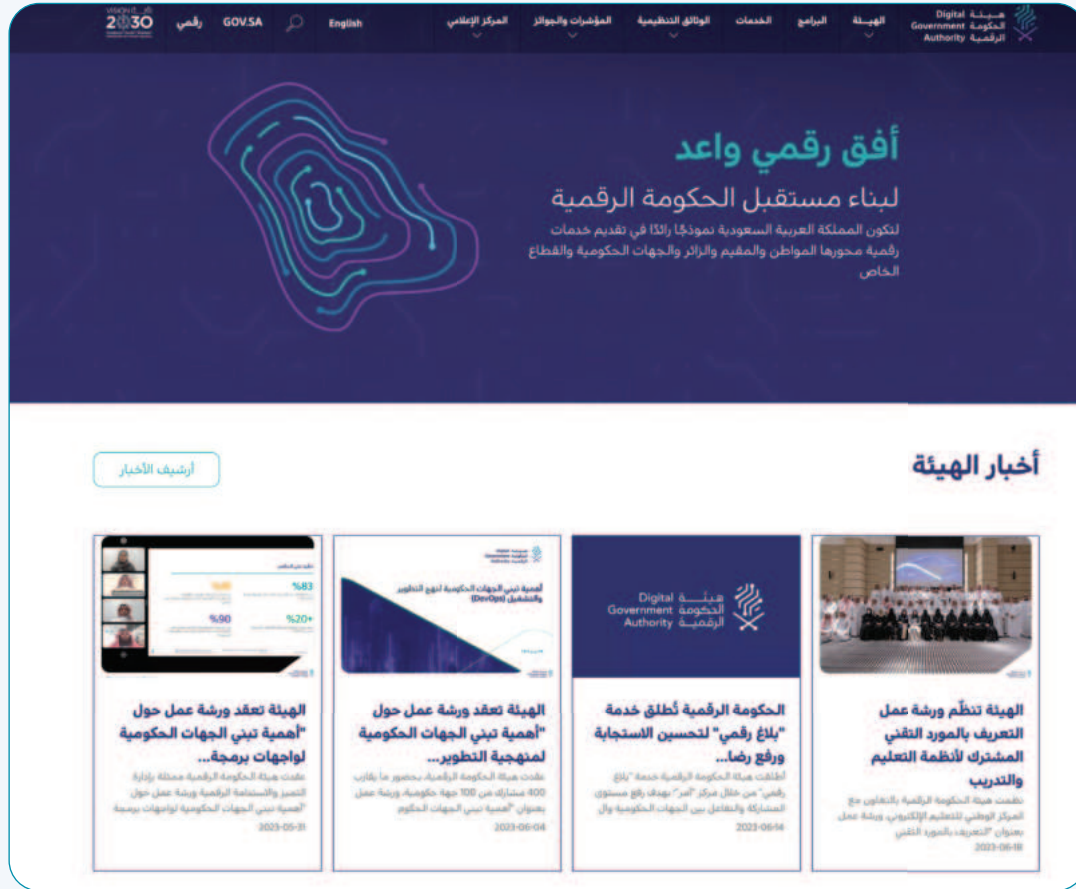 هيئة
الحكومة
الرقمية
Digital
Government
Authority
الهيئة
البرامج
الخدمات
الوثائق التنظيمية
المؤشرات والجوائز
المركز الإعلامي
English
GOV.SA
رقمي
VISION رؤية
2030
أفق رقمي واعد
لبناء مستقبل الحكومة الرقمية
لتكون المملكة العربية السعودية نموذجًا رائدًا في تقديم خدمات
رقمية محورها المواطن والمقيم والزائر والجهات الحكومية والقطاع
الخاص
أخبار الهيئة
أرشيف الأخبار
الهيئة تنظّم ورشة عمل
التعريف بالمورد التقني
المشترك لأنظمة التعليم
والتدريب
نظمت هيئة الحكومة الرقمية بالتعاون مع
المركز الوطني للتعليم الإلكتروني، ورشة عمل
بعنوان "التعريف بالمورد التقني
2023-06-18
هيئة
الحكومة
الرقمية
Digital
Government
Authority
الحكومة الرقمية تُطلق خدمة
"بلاغ رقمي" لتحسين الاستجابة
ورفع رضا...
أطلقت هيئة الحكومة الرقمية خدمة "بلاغ
رقمي" من خلال مركز "آمر"؛ بهدف رفع مستوى
المشاركة والتفاعل بين الجهات الحكومية وال
2023-06-14
أهمية تبني الجهات الحكومية لنهج التطوير
والتشغيل (DevOps)
الهيئة تعقد ورشة عمل حول
"أهمية تبني الجهات الحكومية
لمنهجية التطوير...
عقدت هيئة الحكومة الرقمية، بحضور ما يقارب
400 مشارك من 100 جهة حكومية، ورشة عمل
بعنوان "أهمية تبني الجهات الحكوم
2023-06-04
%83
%20+
%90
الهيئة تعقد ورشة عمل حول
"أهمية تبني الجهات الحكومية
لواجهات برمجة...
عقدت هيئة الحكومة الرقمية ممثلة بإدارة
التميز والاستدامة الرقمية ورشة عمل حول
"أهمية تبني الجهات الحكومية لواجهات برمجة
2023-05-31